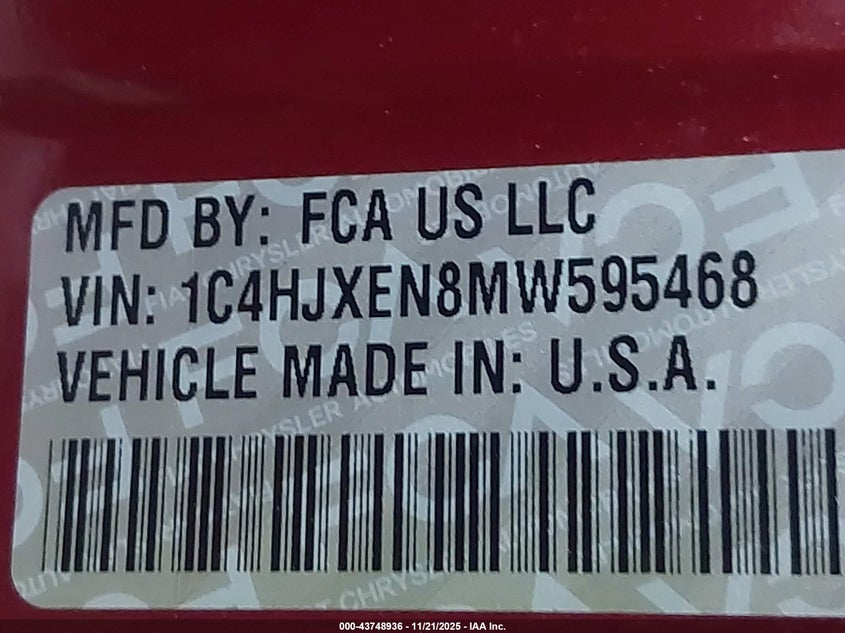 MFD BY: FCA US LLC
VIN: 1C4HJXEN8MW595468
VEHICLE MADE IN: U.S.A.
000-43748936 - 11/21/2025 - IAA Inc.